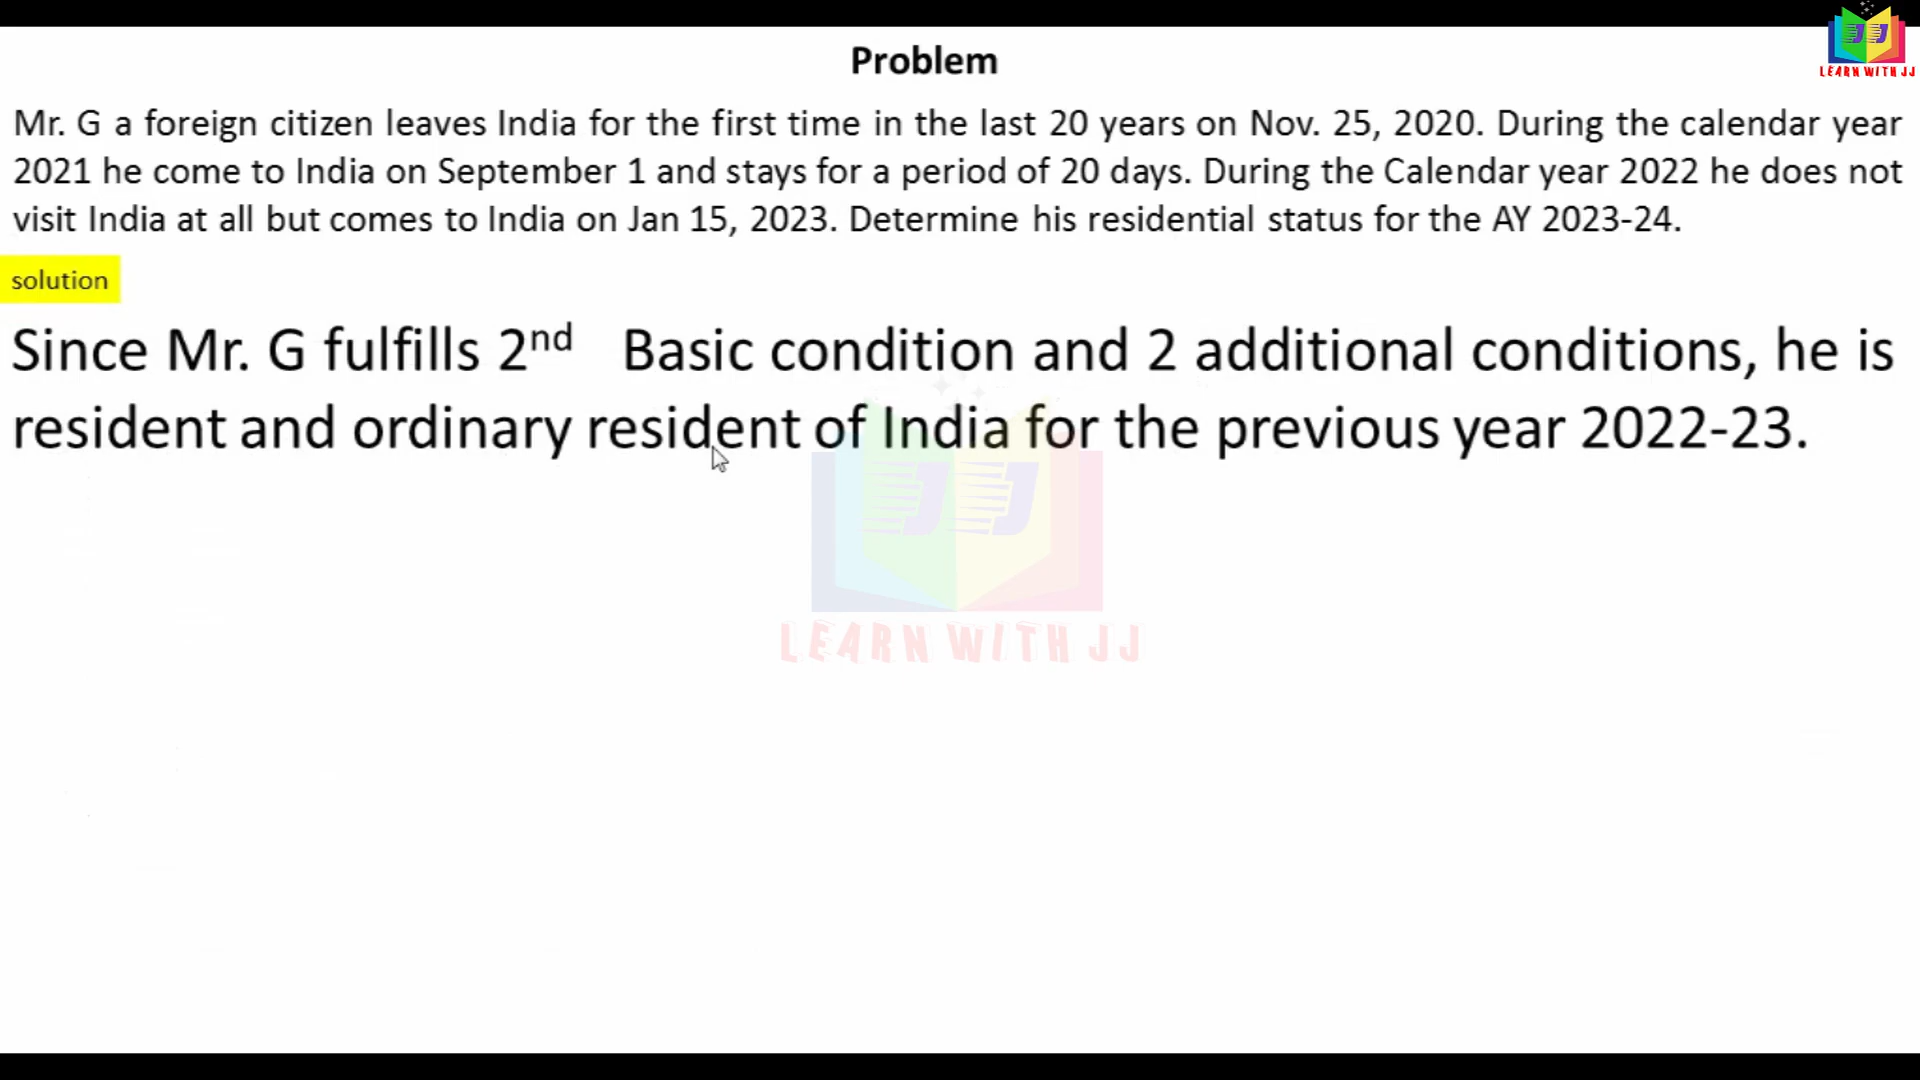 Problem
LEARN WITH JJ
Mr. G a foreign citizen leaves India for the first time in the last 20 years on Nov. 25, 2020. During the calendar year
2021 he come to India on September 1 and stays for a period of 20 days. During the Calendar year 2022 he does not
visit India at all but comes to India on Jan 15, 2023. Determine his residential status for the AY 2023-24.
solution
Since Mr. G fulfills 2nd Basic condition and 2 additional conditions, he is
resident and ordinary resident of India for the previous year 2022-23.
JJ
LEARN WITH JJ